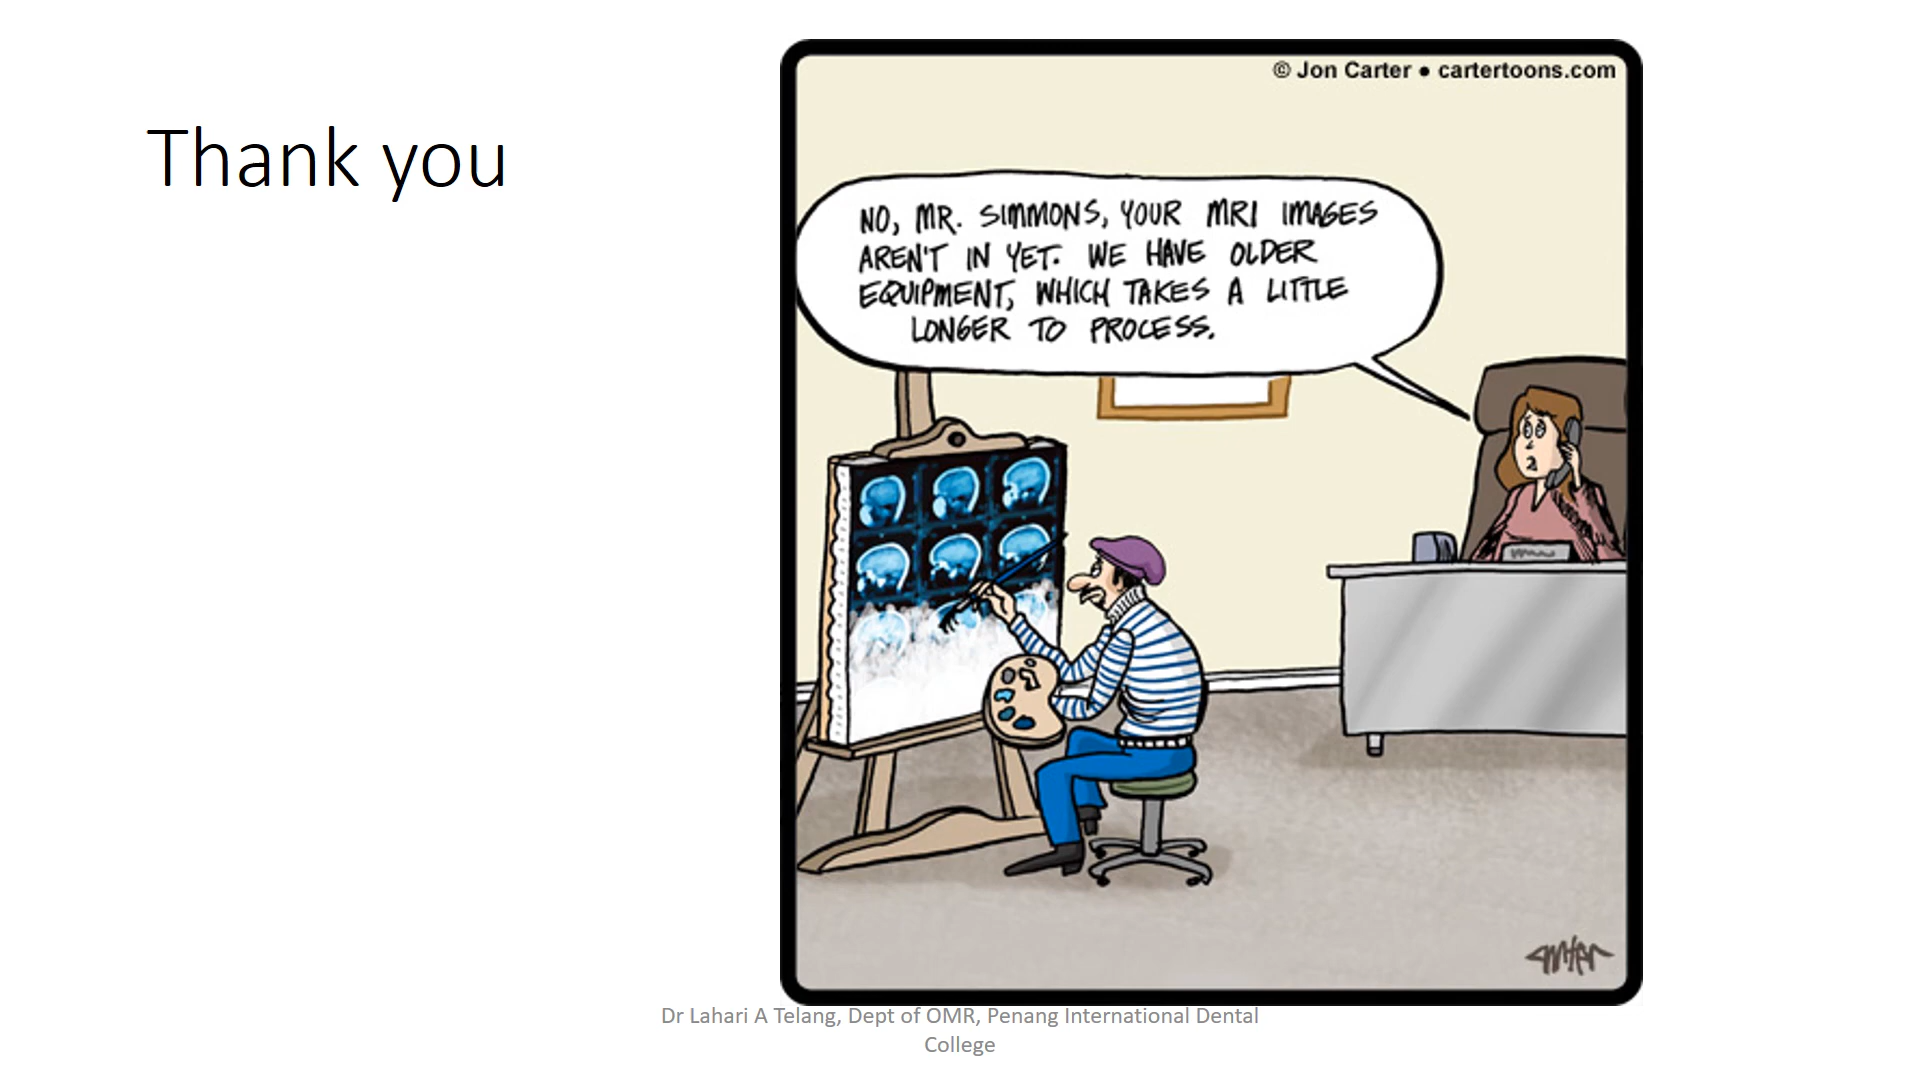 Thank you
© Jon Carter ● cartertoons.com
NO, MR. SIMMONS, YOUR MRI IMAGES
AREN'T IN YET. WE HAVE OLDER
EQUIPMENT, WHICH TAKES A LITTLE
LONGER TO PROCESS.
Dr Lahari A Telang, Dept of OMR, Penang International Dental
College